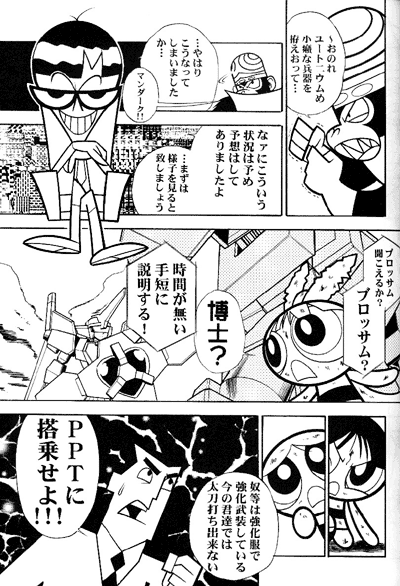 〜おのれ
ユートニウムめ
小癪な兵器を
拵えおって…
…やはり
こうなって
しまいました
か…
マンダーク!!
なァにこういう
状況は予め
予想はして
ありましたよ
…まずは
様子を見ると
致しましょう
ブロッサム
聞こえるか?
ブロッサム?
博士?
時間が無い
手短に
説明する!
奴等は強化服で
強化武装している
今の君達では
太刀打ち出来ない
PPTに
搭乗せよ!!!